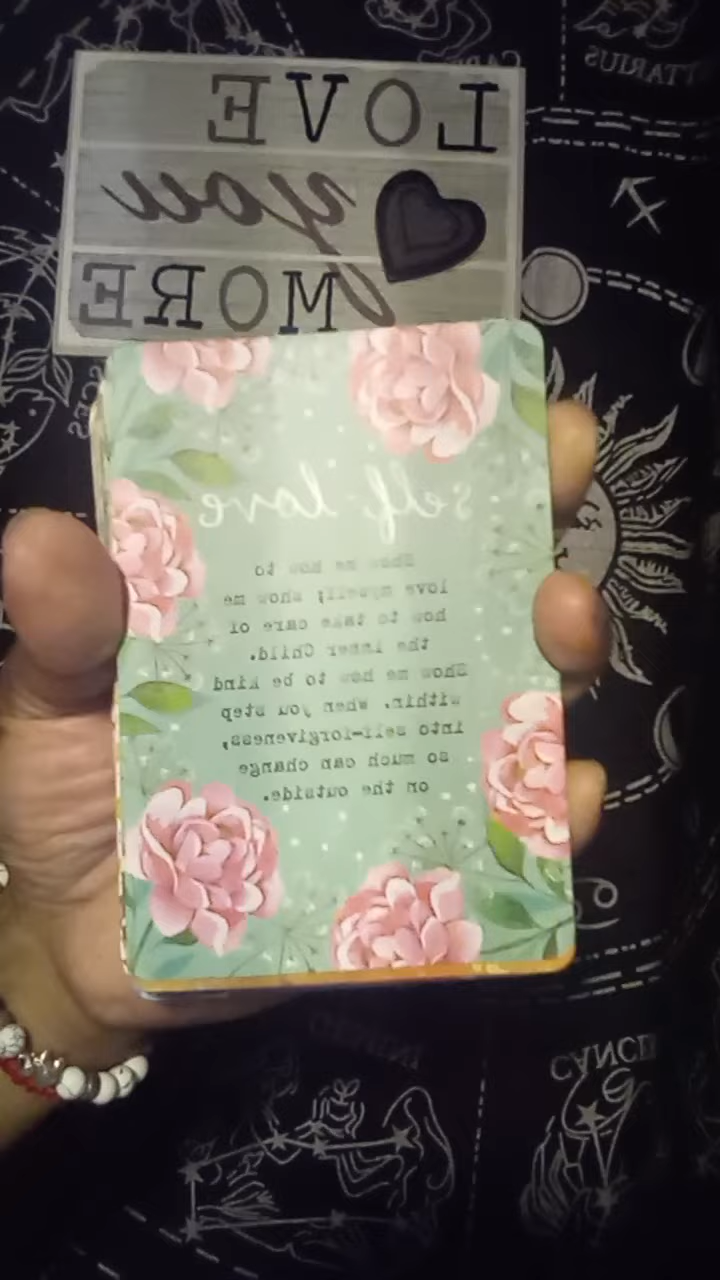 LOVE
you
MORE
self-love
Show me how to
love myself; show me
how to take care of
the Inner Child.
Show me how to be kind
within. When you step
into self-forgiveness,
so much can change
on the outside.
CANCE